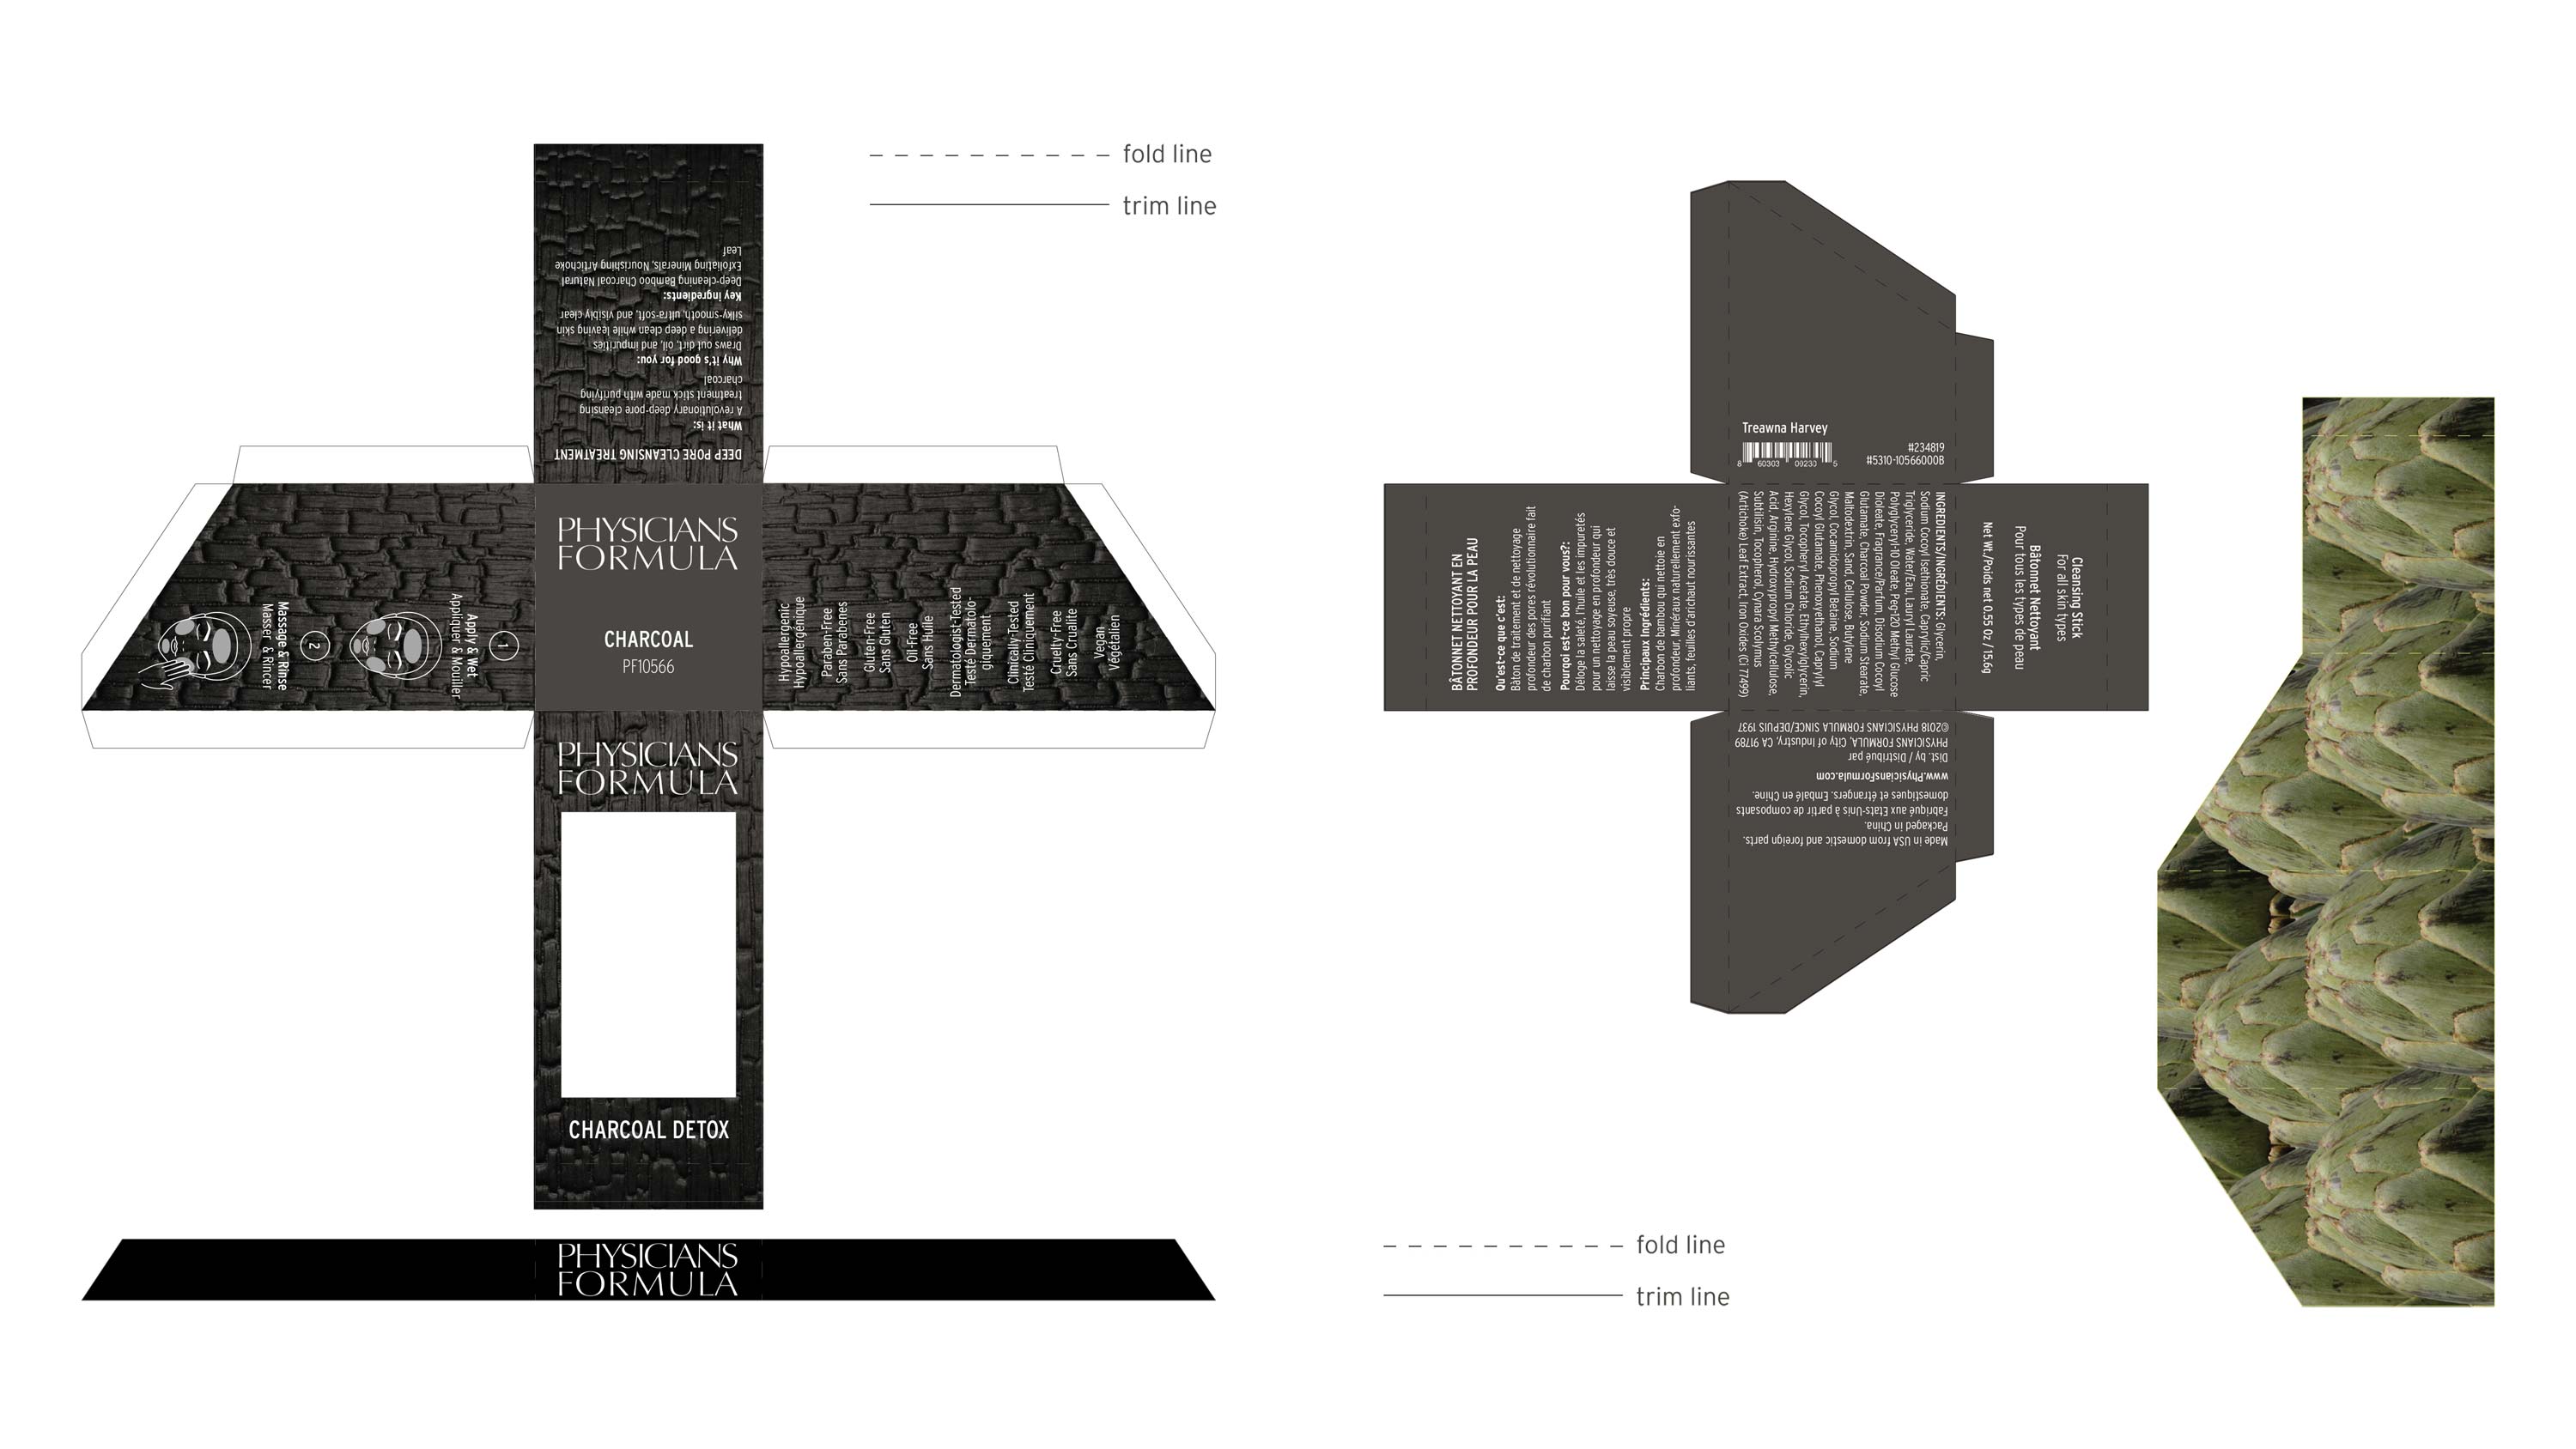 fold line
trim line
DEEP PORE CLEANSING TREATMENT
What it is:
A revolutionary deep-pore cleansing
treatment stick made with purifying
charcoal
Why it's good for you:
Draws out dirt, oil, and impurities
delivering a deep clean while leaving skin
silky-smooth, ultra-soft, and visibly clear
Key ingredients:
Deep-cleaning Bamboo Charcoal Natural
Exfoliating Minerals, Nourishing Artichoke
Leaf
1
Apply & Wet
Appliquer & Mouiller
2
Massage & Rinse
Masser & Rincer
PHYSICIANS
FORMULA
CHARCOAL
PF10566
Hypoallergenic
Hypoallergénique
Paraben-Free
Sans Parabenes
Gluten-Free
Sans Gluten
Oil-Free
Sans Huile
Dermatologist-Tested
Testé Dermatolo-
giquement
Clinically-Tested
Testé Cliniquement
Cruelty-Free
Sans Crualite
Vegan
Végétalien
PHYSICIANS
FORMULA
CHARCOAL DETOX
PHYSICIANS
FORMULA
Treawna Harvey
8 60303 09230 5
#234819
#5310-10566000B
BÂTONNET NETTOYANT EN
PROFONDEUR POUR LA PEAU
Qu'est-ce que c'est:
Bâton de traitement et de nettoyage
profondeur des pores révolutionnaire fait
de charbon purifiant
Pourqoi est-ce bon pour vous?:
Déloge la saleté, l'huile et les impuretés
pour un nettoyage en profondeur qui
laisse la peau soyeuse, très douce et
visiblement propre
Principaux Ingrédients:
Charbon de bambou qui nettoie en
profondeur, Minéraux naturellement exfo-
liants, feuilles d'arichaut nourissantes
INGREDIENTS/INGRÉDIENTS: Glycerin,
Sodium Cocoyl Isethionate, Caprylic/Capric
Triglyceride, Water/Eau, Lauryl Laurate,
Polyglyceryl-10 Oleate, Peg-120 Methyl Glucose
Dioleate, Fragrance/Parfum, Disodium Cocoyl
Glutamate, Charcoal Powder, Sodium Stearate,
Maltodextrin, Sand, Cellulose, Butylene
Glycol, Cocamidopropyl Betaine, Sodium
Cocoyl Glutamate, Phenoxyethanol, Caprylyl
Glycol, Tocopheryl Acetate, Ethylhexylglycerin,
Hexylene Glycol, Sodium Chloride, Glycolic
Acid, Arginine, Hydroxypropyl Methylcellulose,
Subtilisin, Tocopherol, Cynara Scolymus
(Artichoke) Leaf Extract, Iron Oxides (CI 77499)
Cleansing Stick
For all skin types
Bâtonnet Nettoyant
Pour tous les types de peau
Net Wt./Poids net 0.55 Oz / 15.6g
Made in USA from domestic and foreign parts.
Packaged in China.
Fabriqué aux Etats-Unis à partir de composants
domestiques et étrangers. Embalé en Chine.
www.PhysiciansFormula.com
Dist. by / Distribué par
PHYSICIANS FORMULA, City of Industry, CA 91789
©2018 PHYSICIANS FORMULA SINCE/DEPUIS 1937
fold line
trim line